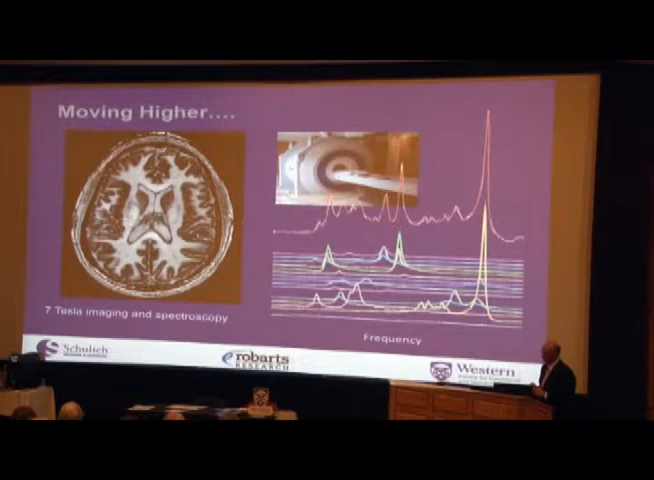 Moving Higher....
7 Tesla imaging and spectroscopy
Frequency
Schulich
robarts
RESEARCH
Western